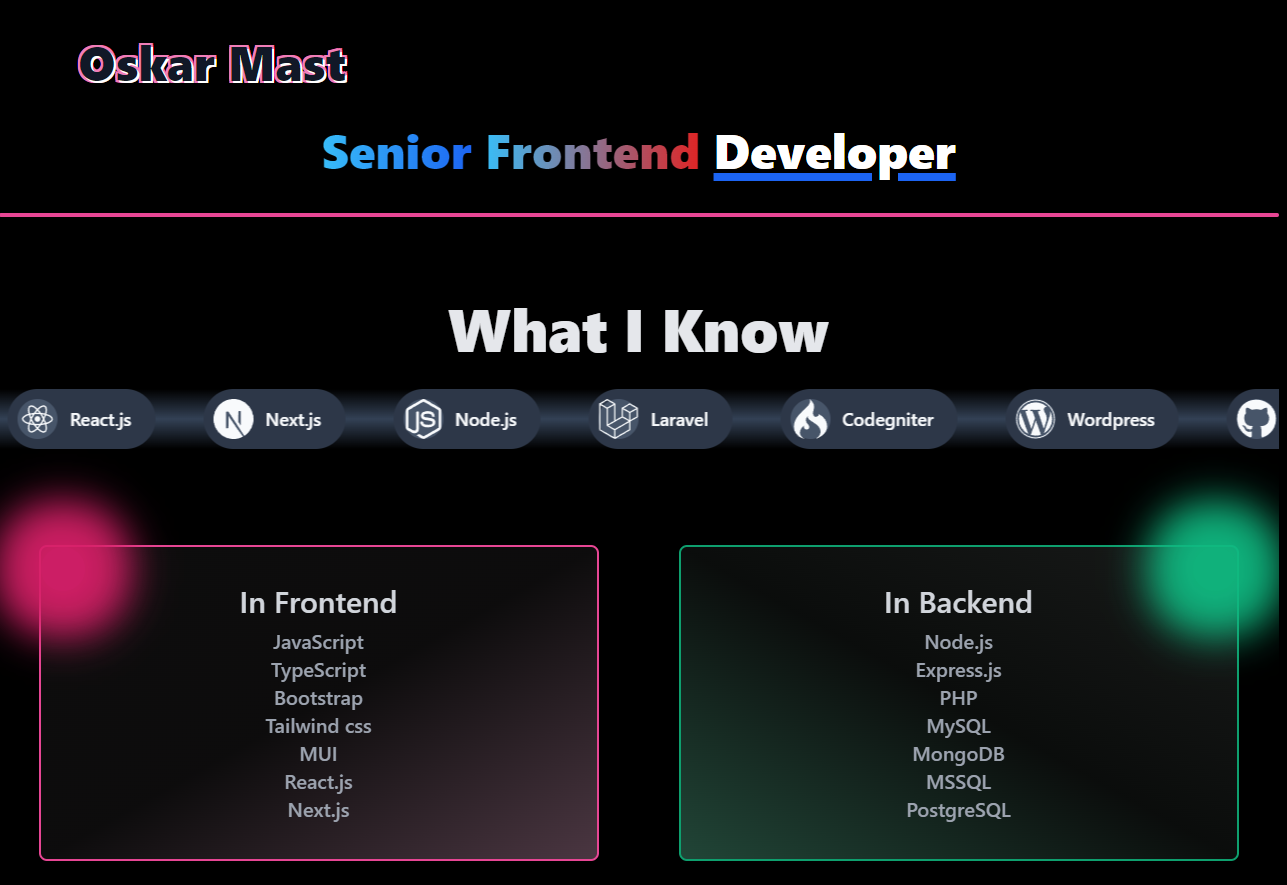 Oskar Mast
Senior Frontend Developer
What I Know
React.js Next.js Node.js Laravel Codegniter Wordpress
In Frontend
JavaScript
TypeScript
Bootstrap
Tailwind css
MUI
React.js
Next.js
In Backend
Node.js
Express.js
PHP
MySQL
MongoDB
MSSQL
PostgreSQL